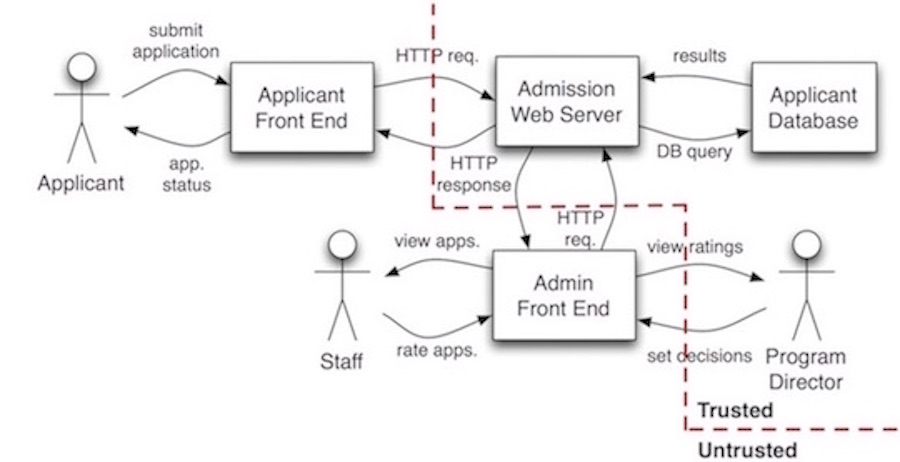 submit
application
HTTP req.
results
Applicant
Front End
Admission
Web Server
Applicant
Database
Applicant
app.
status
HTTP
response
DB query
HTTP
req.
view apps.
view ratings
Admin
Front End
Staff
rate apps.
set decisions
Program
Director
Trusted
Untrusted